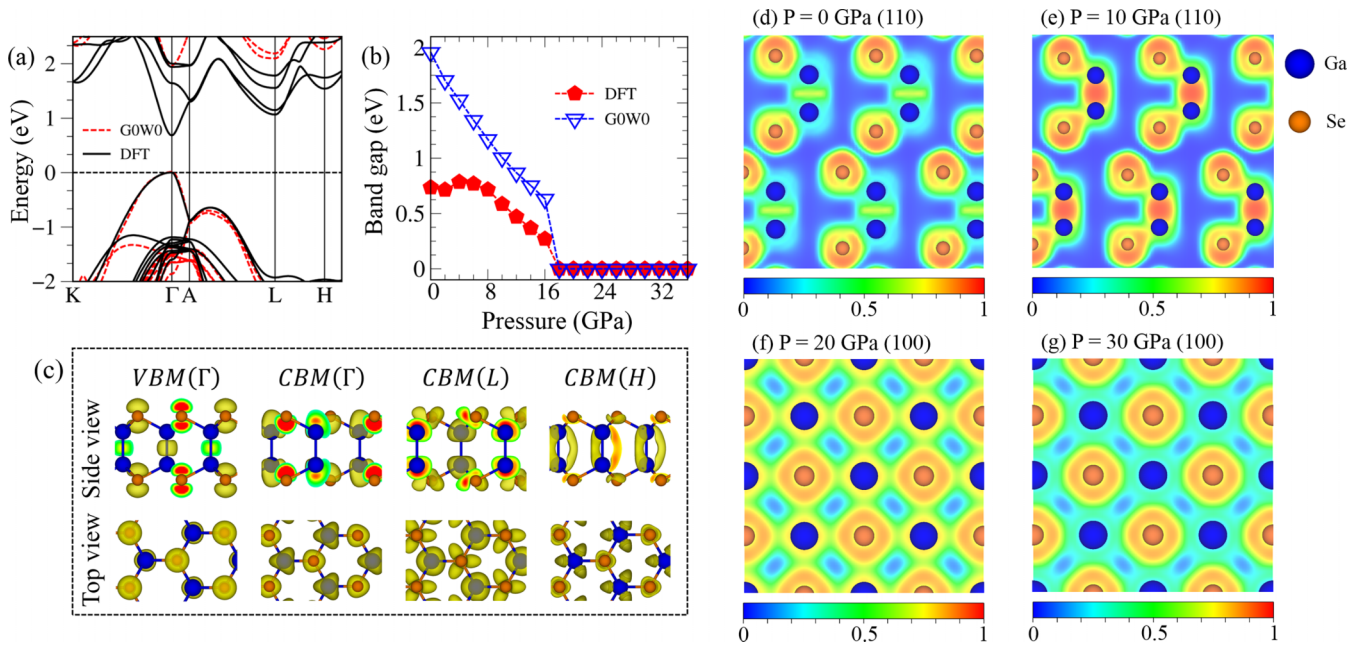 (a)
Energy (eV)
2
1
0
−1
−2
G0W0
DFT
K
Γ
A
L
H
(b)
Band gap (eV)
2
1.5
1
0.5
0
DFT
G0W0
0
8
16
24
32
Pressure (GPa)
(c)
VBM(Γ)
CBM(Γ)
CBM(L)
CBM(H)
Side view
Top view
(d) P = 0 GPa (110)
0
0.5
1
(e) P = 10 GPa (110)
0
0.5
1
Ga
Se
(f) P = 20 GPa (100)
0
0.5
1
(g) P = 30 GPa (100)
0
0.5
1